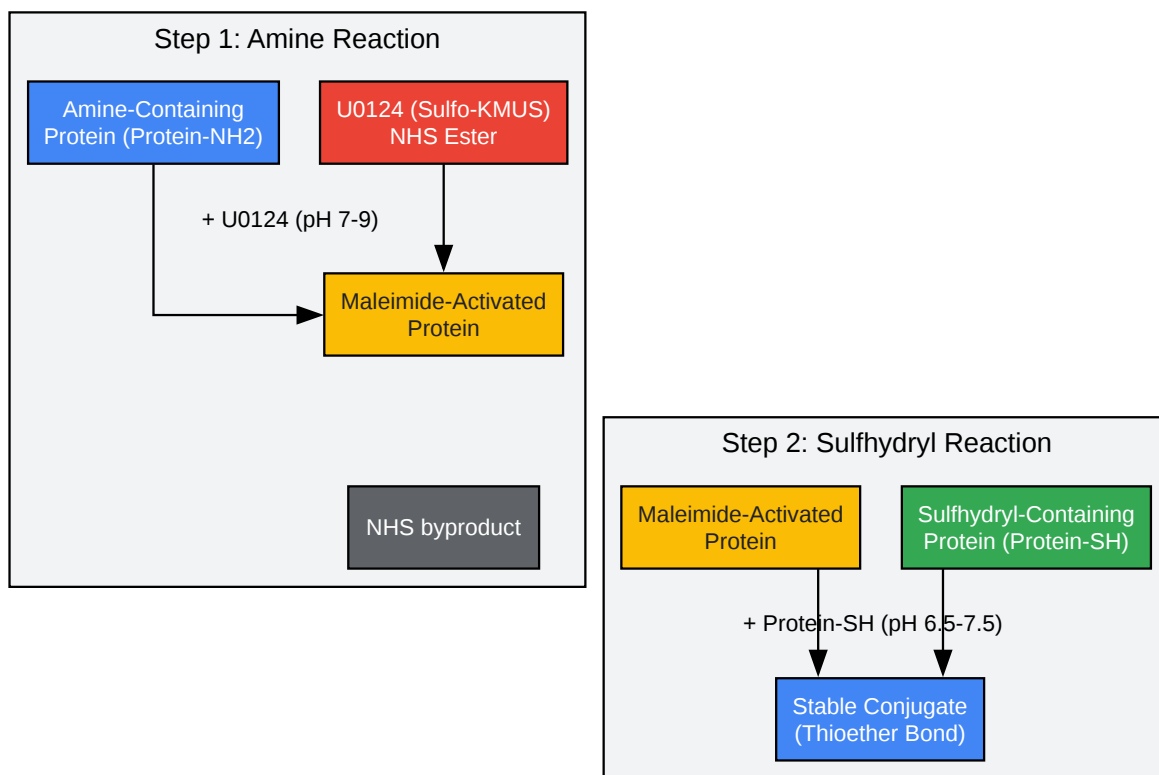 Step 1: Amine Reaction
Amine-Containing
Protein (Protein-NH2)
U0124 (Sulfo-KMUS)
NHS Ester
+ U0124 (pH 7-9)
Maleimide-Activated
Protein
NHS byproduct
Step 2: Sulfhydryl Reaction
Maleimide-Activated
Protein
Sulfhydryl-Containing
Protein (Protein-SH)
+ Protein-SH (pH 6.5-7.5)
Stable Conjugate
(Thioether Bond)